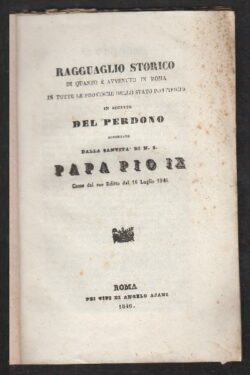 RAGGUAGLIO STORICO
DI QUANTO È AVVENUTO IN ROMA
IN TUTTE LE PROVINCIE DELLO STATO PONTIFICIO
IN SEGUITO
DEL PERDONO
ACCORDATO
DALLA SANTITA' DI N. S.
PAPA PIO IX
Come dal suo Editto del 16 Luglio 1846
ROMA
PEI TIPI DI ANGELO AJANI
1846.